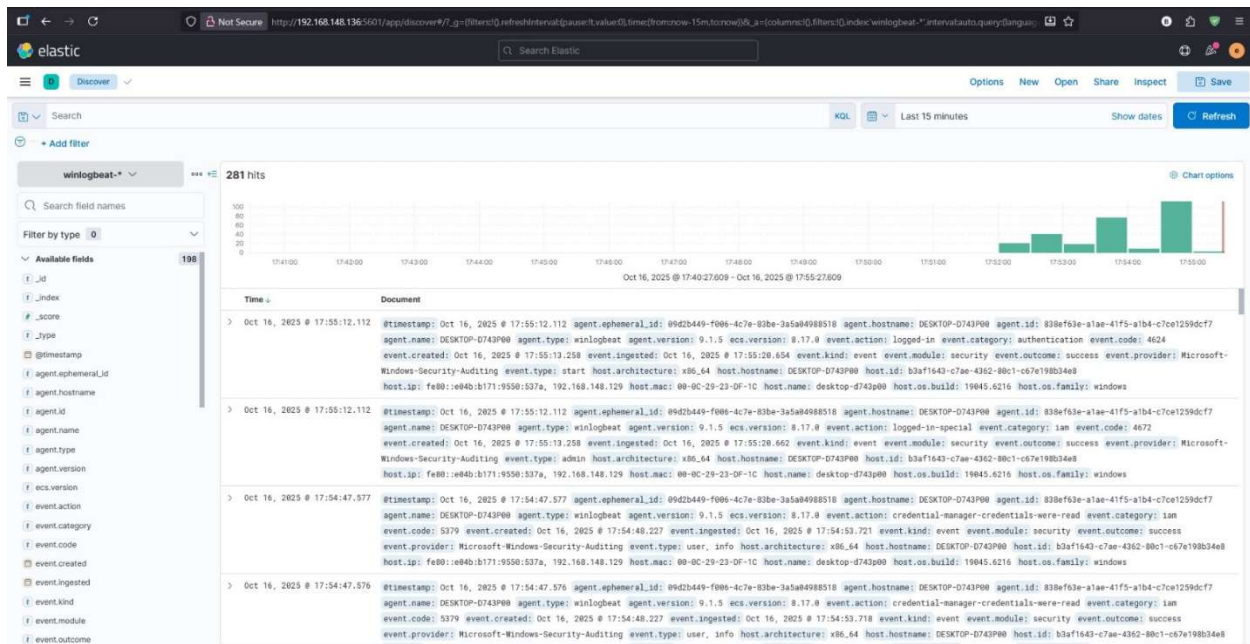 Not Secure http://192.168.148.136:5601/app/discover#/?_g=(filters:!(),refreshInterval:(pause:!t,value:0),time:(from:now-15m,to:now))&_a=(columns:!(),filters:!(),index:'winlogbeat-*',interval:auto,query:(languag
elastic
Search Elastic
D Discover Options New Open Share Inspect Save
Search KQL Last 15 minutes Show dates Refresh
+ Add filter
winlogbeat-*
281 hits
Chart options
Search field names
Filter by type 0
Available fields 198
_id
_index
_score
_type
@timestamp
agent.ephemeral_id
agent.hostname
agent.id
agent.name
agent.type
agent.version
ecs.version
event.action
event.category
event.code
event.created
event.ingested
event.kind
event.module
event.outcome
100
80
60
40
20
0
17:41:00 17:42:00 17:43:00 17:44:00 17:45:00 17:46:00 17:47:00 17:48:00 17:49:00 17:50:00 17:51:00 17:52:00 17:53:00 17:54:00 17:55:00
Oct 16, 2025 @ 17:40:27.609 - Oct 16, 2025 @ 17:55:27.609
Time Document
Oct 16, 2025 @ 17:55:12.112 @timestamp: Oct 16, 2025 @ 17:55:12.112 agent.ephemeral_id: 09d2b449-f006-4c7e-83be-3a5a04988518 agent.hostname: DESKTOP-D743P00 agent.id: 838ef63e-a1ae-41f5-a1b4-c7ce1259dcf7
agent.name: DESKTOP-D743P00 agent.type: winlogbeat agent.version: 9.1.5 ecs.version: 8.17.0 event.action: logged-in event.category: authentication event.code: 4624
event.created: Oct 16, 2025 @ 17:55:13.258 event.ingested: Oct 16, 2025 @ 17:55:20.654 event.kind: event event.module: security event.outcome: success event.provider: Microsoft-
Windows-Security-Auditing event.type: start host.architecture: x86_64 host.hostname: DESKTOP-D743P00 host.id: b3af1643-c7ae-4362-80c1-c67e198b34e8
host.ip: fe80::e04b:b171:9550:537a, 192.168.148.129 host.mac: 00-0C-29-23-DF-1C host.name: desktop-d743p00 host.os.build: 19045.6216 host.os.family: windows
Oct 16, 2025 @ 17:55:12.112 @timestamp: Oct 16, 2025 @ 17:55:12.112 agent.ephemeral_id: 09d2b449-f006-4c7e-83be-3a5a04988518 agent.hostname: DESKTOP-D743P00 agent.id: 838ef63e-a1ae-41f5-a1b4-c7ce1259dcf7
agent.name: DESKTOP-D743P00 agent.type: winlogbeat agent.version: 9.1.5 ecs.version: 8.17.0 event.action: logged-in-special event.category: iam event.code: 4672
event.created: Oct 16, 2025 @ 17:55:13.258 event.ingested: Oct 16, 2025 @ 17:55:20.662 event.kind: event event.module: security event.outcome: success event.provider: Microsoft-
Windows-Security-Auditing event.type: admin host.architecture: x86_64 host.hostname: DESKTOP-D743P00 host.id: b3af1643-c7ae-4362-80c1-c67e198b34e8
host.ip: fe80::e04b:b171:9550:537a, 192.168.148.129 host.mac: 00-0C-29-23-DF-1C host.name: desktop-d743p00 host.os.build: 19045.6216 host.os.family: windows
Oct 16, 2025 @ 17:54:47.577 @timestamp: Oct 16, 2025 @ 17:54:47.577 agent.ephemeral_id: 09d2b449-f006-4c7e-83be-3a5a04988518 agent.hostname: DESKTOP-D743P00 agent.id: 838ef63e-a1ae-41f5-a1b4-c7ce1259dcf7
agent.name: DESKTOP-D743P00 agent.type: winlogbeat agent.version: 9.1.5 ecs.version: 8.17.0 event.action: credential-manager-credentials-were-read event.category: iam
event.code: 5379 event.created: Oct 16, 2025 @ 17:54:48.227 event.ingested: Oct 16, 2025 @ 17:54:53.721 event.kind: event event.module: security event.outcome: success
event.provider: Microsoft-Windows-Security-Auditing event.type: user, info host.architecture: x86_64 host.hostname: DESKTOP-D743P00 host.id: b3af1643-c7ae-4362-80c1-c67e198b34e8
host.ip: fe80::e04b:b171:9550:537a, 192.168.148.129 host.mac: 00-0C-29-23-DF-1C host.name: desktop-d743p00 host.os.build: 19045.6216 host.os.family: windows
Oct 16, 2025 @ 17:54:47.576 @timestamp: Oct 16, 2025 @ 17:54:47.576 agent.ephemeral_id: 09d2b449-f006-4c7e-83be-3a5a04988518 agent.hostname: DESKTOP-D743P00 agent.id: 838ef63e-a1ae-41f5-a1b4-c7ce1259dcf7
agent.name: DESKTOP-D743P00 agent.type: winlogbeat agent.version: 9.1.5 ecs.version: 8.17.0 event.action: credential-manager-credentials-were-read event.category: iam
event.code: 5379 event.created: Oct 16, 2025 @ 17:54:48.227 event.ingested: Oct 16, 2025 @ 17:54:53.718 event.kind: event event.module: security event.outcome: success
event.provider: Microsoft-Windows-Security-Auditing event.type: user, info host.architecture: x86_64 host.hostname: DESKTOP-D743P00 host.id: b3af1643-c7ae-4362-80c1-c67e198b34e8